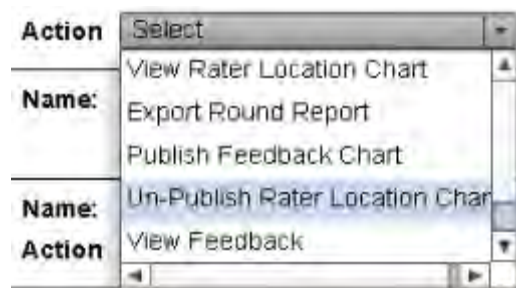 Action Select
View Rater Location Chart
Name:
Export Round Report
Publish Feedback Chart
Name: Un-Publish Rater Location Char
Action View Feedback